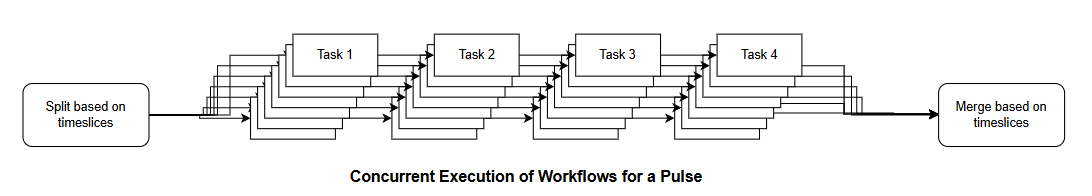 Split based on
timeslices
Task 1
Task 2
Task 3
Task 4
Merge based on
timeslices
Concurrent Execution of Workflows for a Pulse